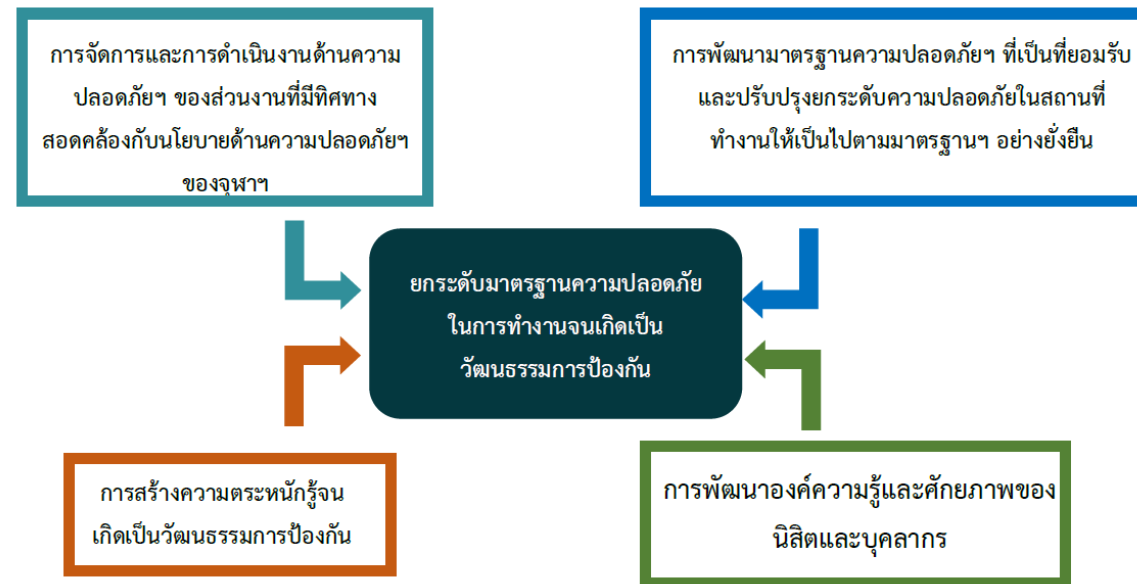 การจัดการและการดำเนินงานด้านความ
ปลอดภัยฯ ของส่วนงานที่มีทิศทาง
สอดคล้องกับนโยบายด้านความปลอดภัยฯ
ของจุฬาฯ
การพัฒนามาตรฐานความปลอดภัยฯ ที่เป็นที่ยอมรับ
และปรับปรุงยกระดับความปลอดภัยในสถานที่
ทำงานให้เป็นไปตามมาตรฐานฯ อย่างยั่งยืน
ยกระดับมาตรฐานความปลอดภัย
ในการทำงานจนเกิดเป็น
วัฒนธรรมการป้องกัน
การสร้างความตระหนักรู้จน
เกิดเป็นวัฒนธรรมการป้องกัน
การพัฒนาองค์ความรู้และศักยภาพของ
นิสิตและบุคลากร